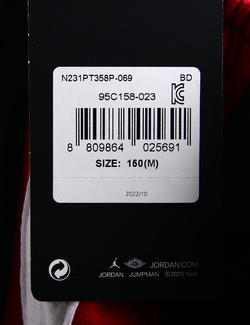 N231PT358P-069 BD
95C158-023
8 809864 025691
SIZE: 150(M)
2022/10
JORDAN.COM
JORDAN JUMPMAN ©2023 Nike